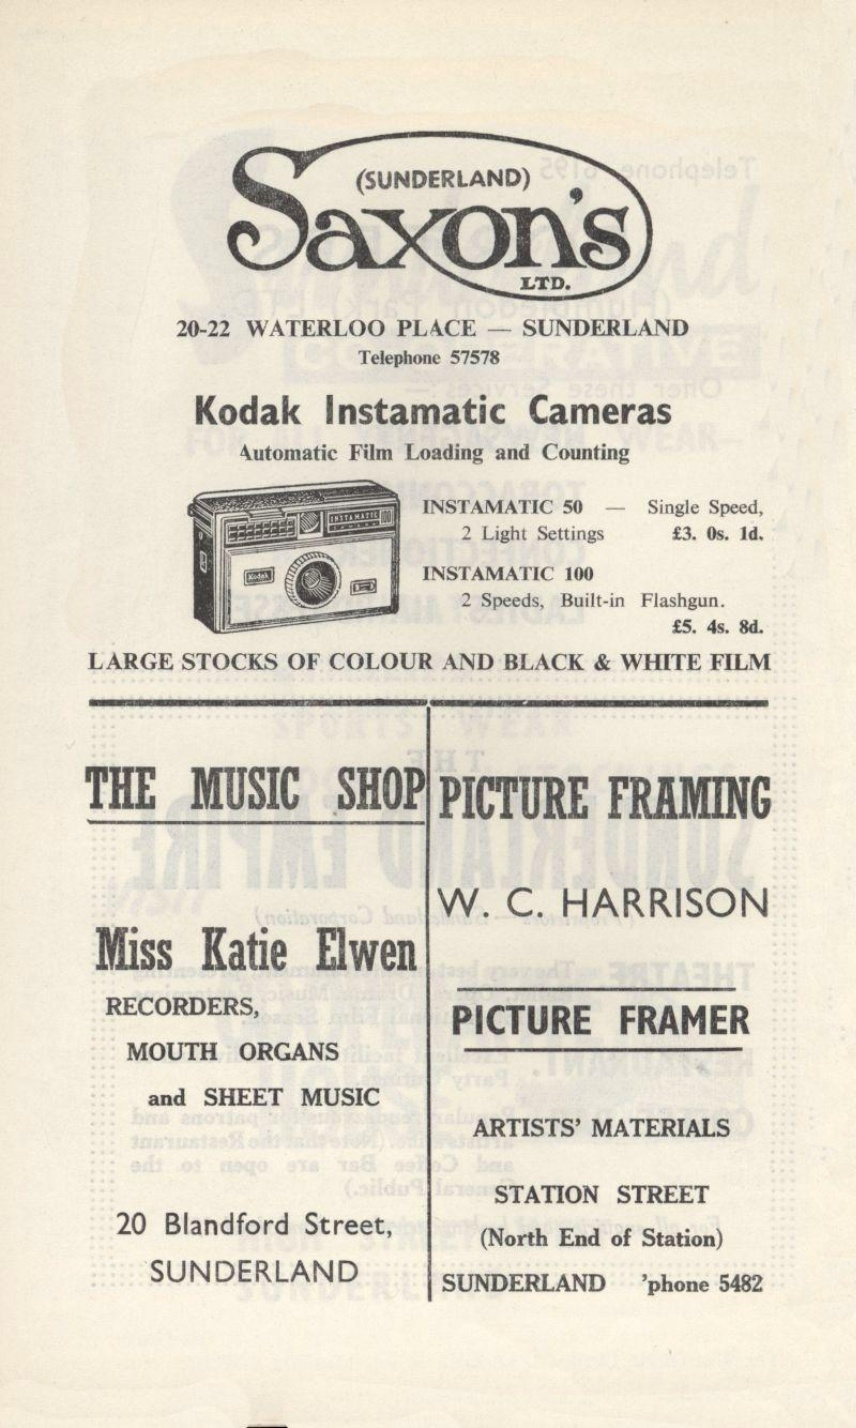 (SUNDERLAND)
Saxon's
LTD.
20-22 WATERLOO PLACE — SUNDERLAND
Telephone 57578
Kodak Instamatic Cameras
Automatic Film Loading and Counting
INSTAMATIC 100
Kodak
INSTAMATIC 50 — Single Speed,
2 Light Settings £3. 0s. 1d.
INSTAMATIC 100
2 Speeds, Built-in Flashgun.
£5. 4s. 8d.
LARGE STOCKS OF COLOUR AND BLACK & WHITE FILM
THE MUSIC SHOP
Miss Katie Elwen
RECORDERS,
MOUTH ORGANS
and SHEET MUSIC
20 Blandford Street,
SUNDERLAND
PICTURE FRAMING
W. C. HARRISON
PICTURE FRAMER
ARTISTS' MATERIALS
STATION STREET
(North End of Station)
SUNDERLAND 'phone 5482